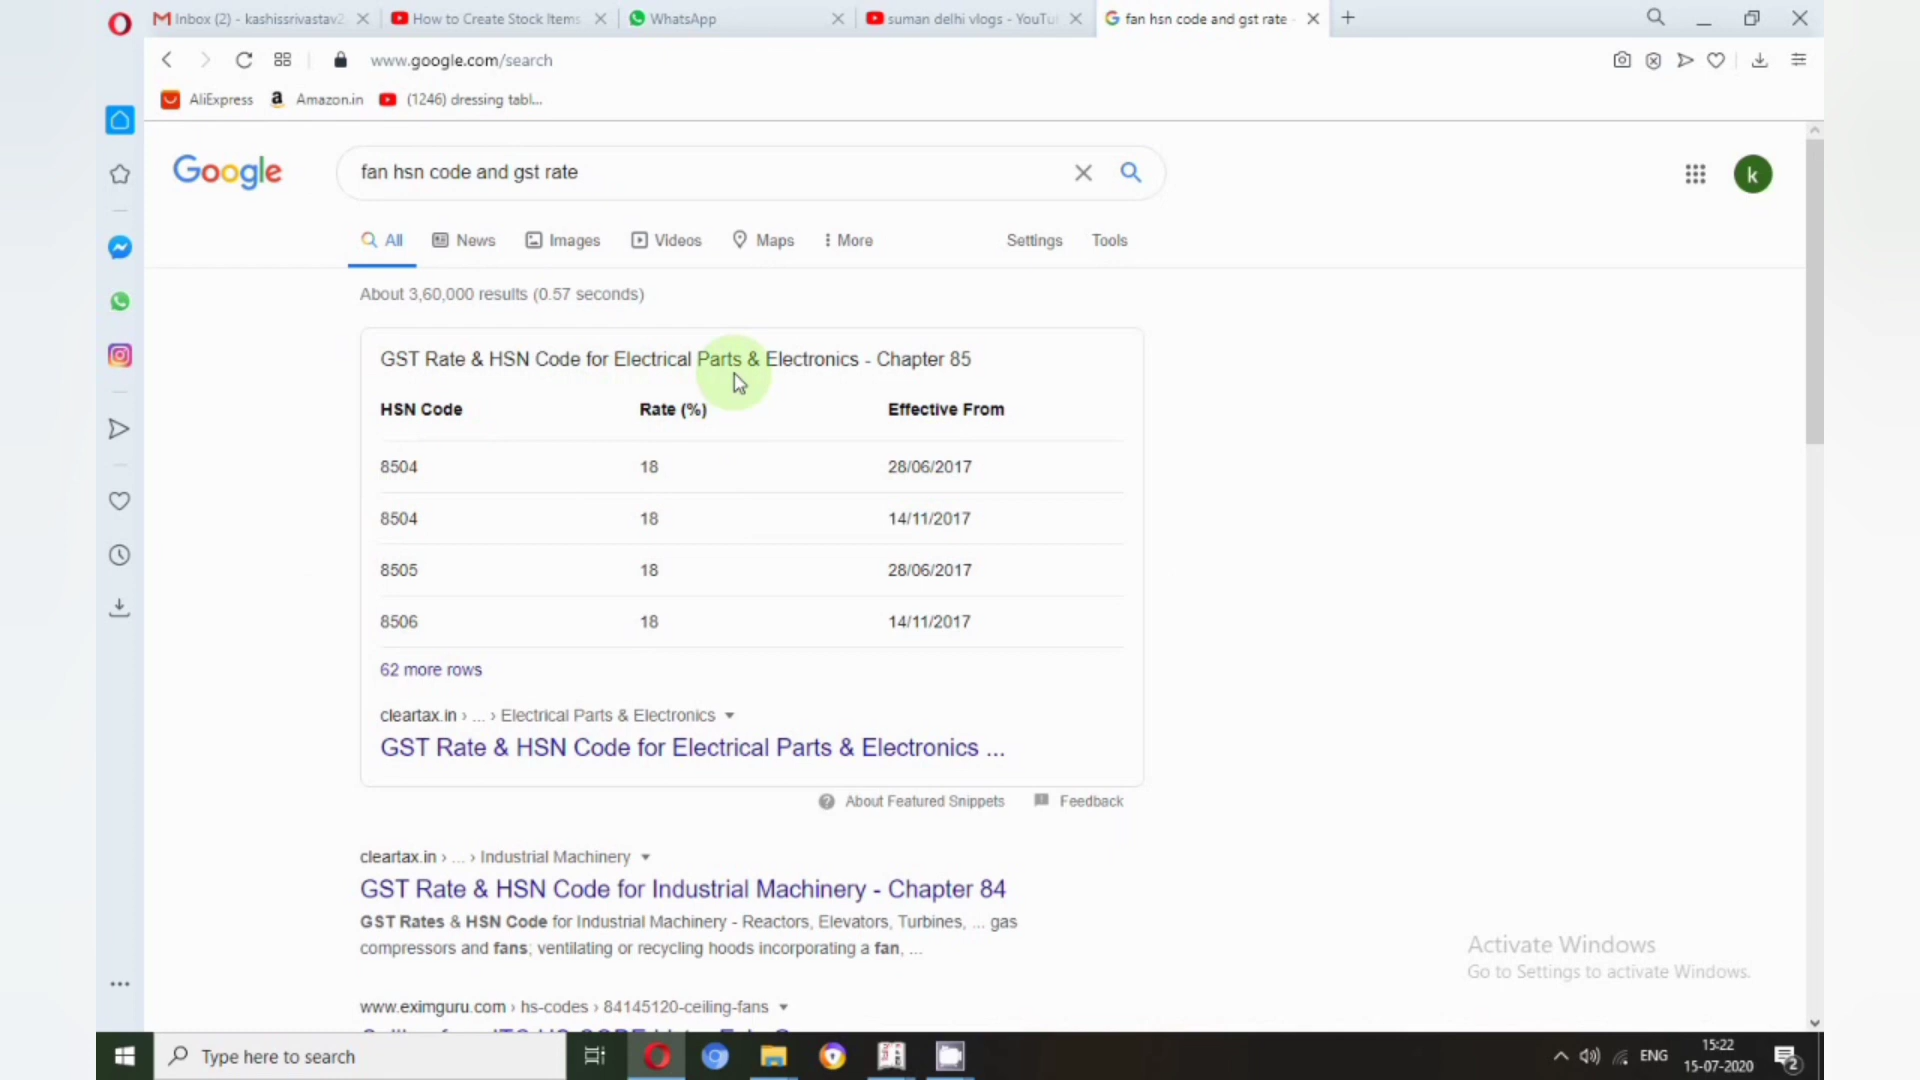 Inbox (2) - kashissrivastav2
How to Create Stock Items
WhatsApp
suman delhi vlogs - YouTu
fan hsn code and gst rate -
www.google.com/search
AliExpress
Amazon.in
(1246) dressing tabl...
Google
fan hsn code and gst rate
k
All
News
Images
Videos
Maps
More
Settings
Tools
About 3,60,000 results (0.57 seconds)
GST Rate & HSN Code for Electrical Parts & Electronics - Chapter 85
HSN Code Rate (%) Effective From
8504 18 28/06/2017
8504 18 14/11/2017
8505 18 28/06/2017
8506 18 14/11/2017
62 more rows
cleartax.in › ... › Electrical Parts & Electronics
GST Rate & HSN Code for Electrical Parts & Electronics ...
About Featured Snippets
Feedback
cleartax.in › ... › Industrial Machinery
GST Rate & HSN Code for Industrial Machinery - Chapter 84
GST Rates & HSN Code for Industrial Machinery - Reactors, Elevators, Turbines, ... gas
compressors and fans; ventilating or recycling hoods incorporating a fan, ...
www.eximguru.com › hs-codes › 84145120-ceiling-fans
Activate Windows
Go to Settings to activate Windows.
Type here to search
ENG
15:22
15-07-2020
2